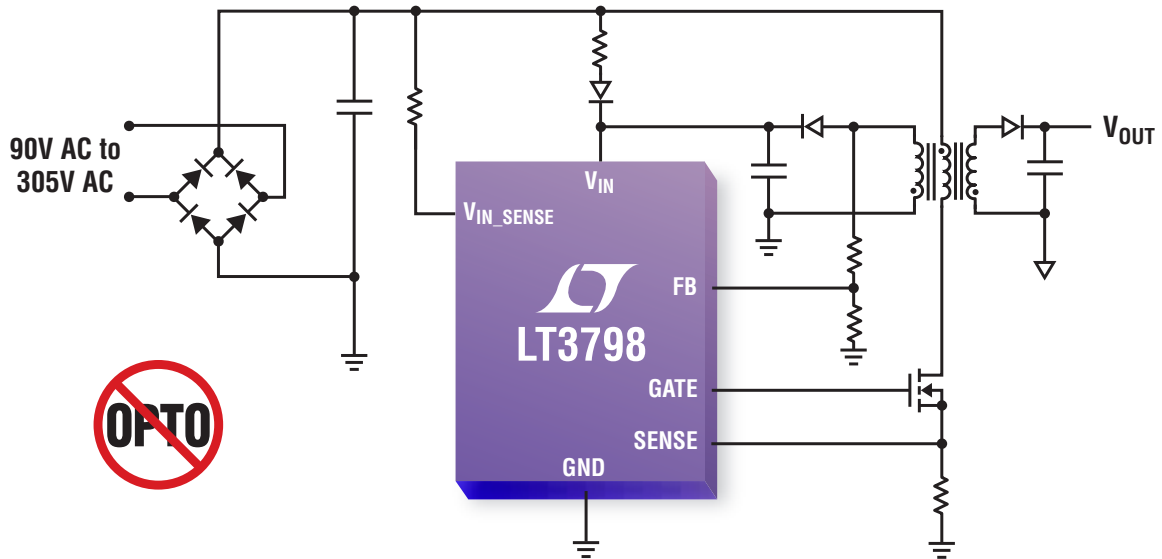 90V AC to
305V AC
VIN
VIN_SENSE
FB
LT3798
GATE
SENSE
GND
VOUT
OPTO